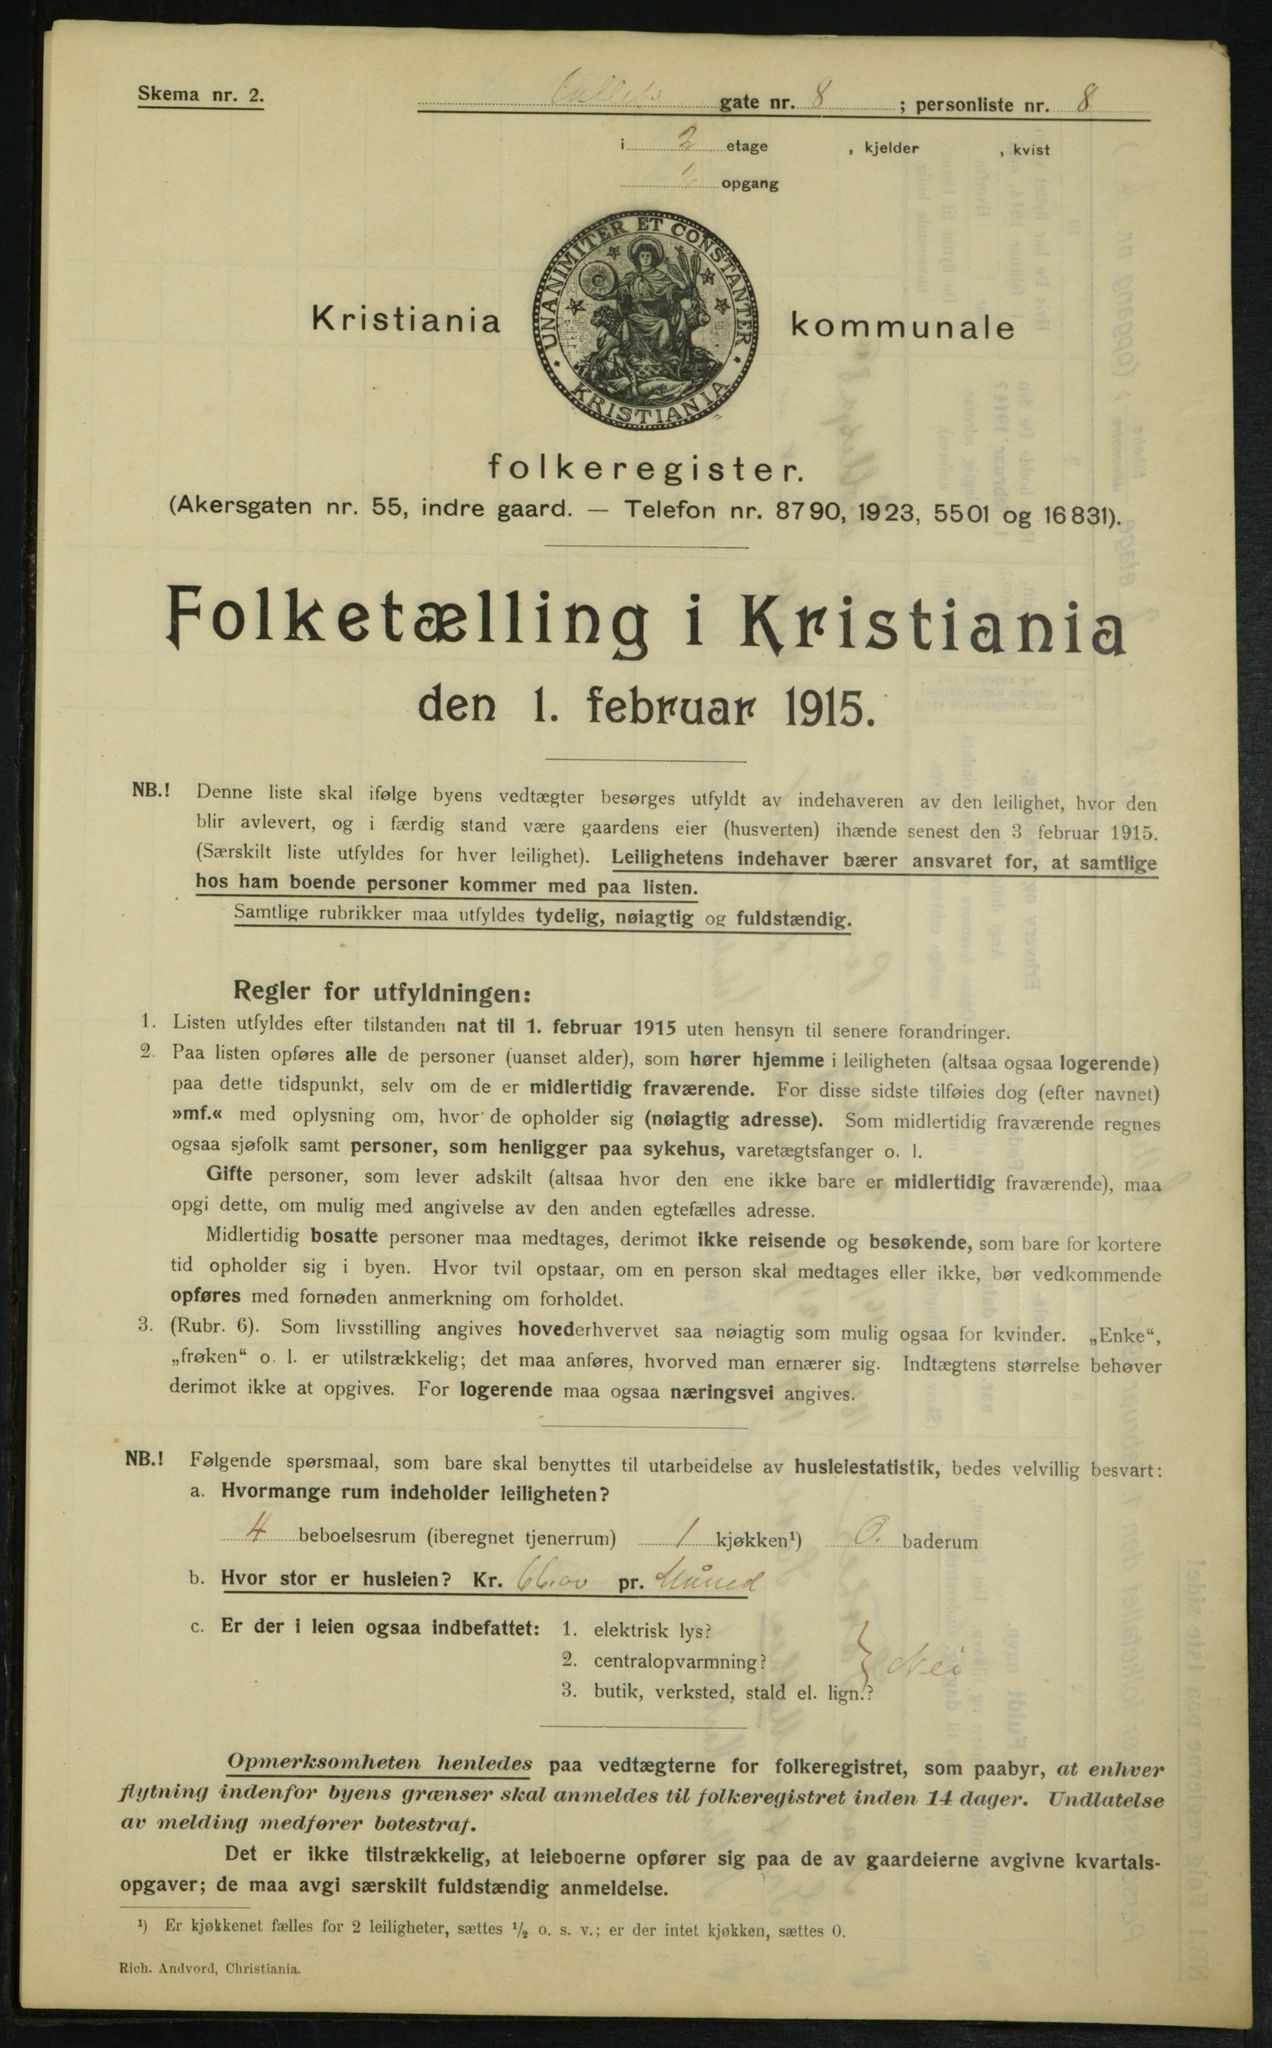 Skema nr. 2.
Collets gate nr. 8 ; personliste nr. 8
i 2 etage , kjelder , kvist
opgang
UNANIMITER ET CONSTANTER
KRISTIANIA
Kristiania kommunale
folkeregister.
(Akersgaten nr. 55, indre gaard. — Telefon nr. 8790, 1923, 5501 og 16831).
Folketælling i Kristiania
den 1. februar 1915.
NB.! Denne liste skal ifølge byens vedtægter besørges utfyldt av indehaveren av den leilighet, hvor den
blir avlevert, og i færdig stand være gaardens eier (husverten) ihænde senest den 3 februar 1915.
(Særskilt liste utfyldes for hver leilighet). Leilighetens indehaver bærer ansvaret for, at samtlige
hos ham boende personer kommer med paa listen.
Samtlige rubrikker maa utfyldes tydelig, nøiagtig og fuldstændig.
Regler for utfyldningen:
1. Listen utfyldes efter tilstanden nat til 1. februar 1915 uten hensyn til senere forandringer.
2. Paa listen opføres alle de personer (uanset alder), som hører hjemme i leiligheten (altsaa ogsaa logerende)
paa dette tidspunkt, selv om de er midlertidig fraværende. For disse sidste tilføies dog (efter navnet)
»mf.« med oplysning om, hvor de opholder sig (nøiagtig adresse). Som midlertidig fraværende regnes
ogsaa sjøfolk samt personer, som henligger paa sykehus, varetægtsfanger o. l.
Gifte personer, som lever adskilt (altsaa hvor den ene ikke bare er midlertidig fraværende), maa
opgi dette, om mulig med angivelse av den anden egtefælles adresse.
Midlertidig bosatte personer maa medtages, derimot ikke reisende og besøkende, som bare for kortere
tid opholder sig i byen. Hvor tvil opstaar, om en person skal medtages eller ikke, bør vedkommende
opføres med fornøden anmerkning om forholdet.
3. (Rubr. 6). Som livsstilling angives hovederhvervet saa nøiagtig som mulig ogsaa for kvinder. „Enke“,
„frøken“ o. l. er utilstrækkelig; det maa anføres, hvorved man ernærer sig. Indtægtens størrelse behøver
derimot ikke at opgives. For logerende maa ogsaa næringsvei angives.
NB.! Følgende spørsmaal, som bare skal benyttes til utarbeidelse av husleiestatistik, bedes velvillig besvart:
a. Hvormange rum indeholder leiligheten?
4 beboelsesrum (iberegnet tjenerrum) 1 kjøkken¹) 0. baderum
b. Hvor stor er husleien? Kr. 66.00 pr. Måned
c. Er der i leien ogsaa indbefattet: 1. elektrisk lys?
2. centralopvarmning? } Nei
3. butik, verksted, stald el. lign.?
Opmerksomheten henledes paa vedtægterne for folkeregistret, som paabyr, at enhver
flytning indenfor byens grænser skal anmeldes til folkeregistret inden 14 dager. Undlatelse
av melding medfører botestraf.
Det er ikke tilstrækkelig, at leieboerne opfører sig paa de av gaardeierne avgivne kvartals-
opgaver; de maa avgi særskilt fuldstændig anmeldelse.
¹) Er kjøkkenet fælles for 2 leiligheter, sættes ¹/₂ o. s. v.; er der intet kjøkken, sættes 0.
Rich. Andvord, Christiania.